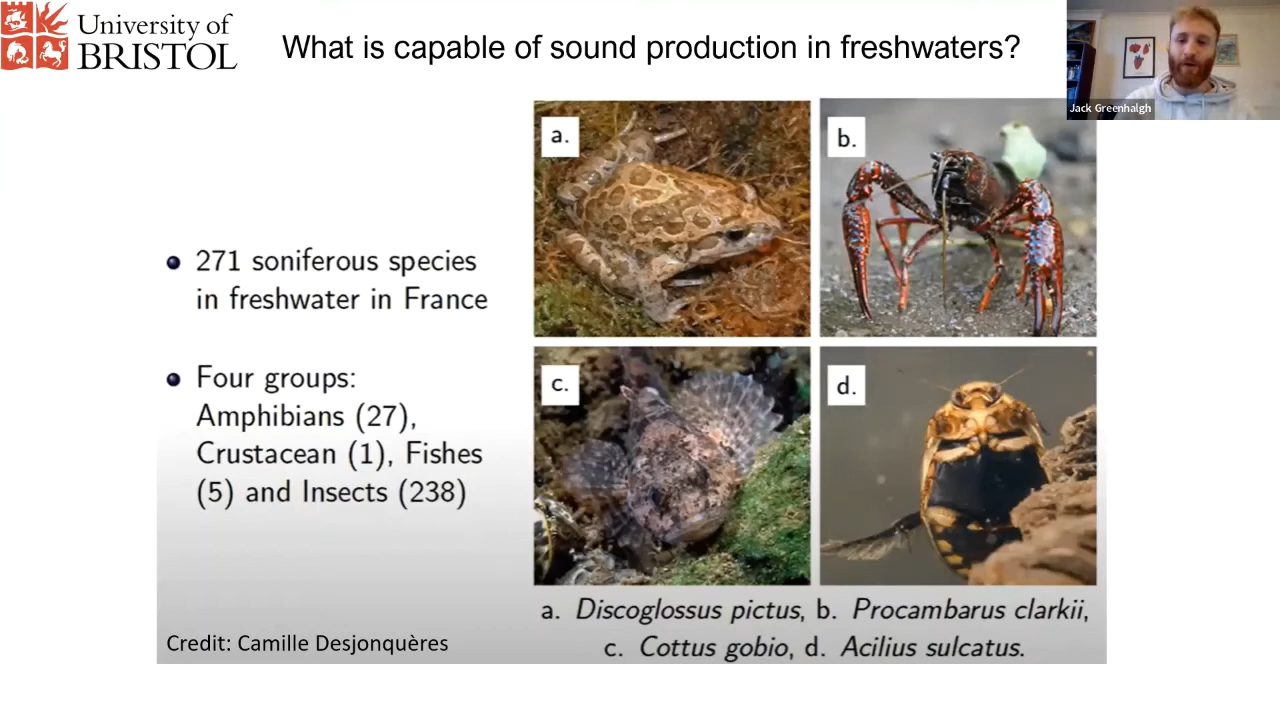 University of
BRISTOL
What is capable of sound production in freshwaters?
Jack Greenhalgh
271 soniferous species
in freshwater in France
Four groups:
Amphibians (27),
Crustacean (1), Fishes
(5) and Insects (238)
a.
b.
c.
d.
a. Discoglossus pictus, b. Procambarus clarkii,
c. Cottus gobio, d. Acilius sulcatus.
Credit: Camille Desjonquères